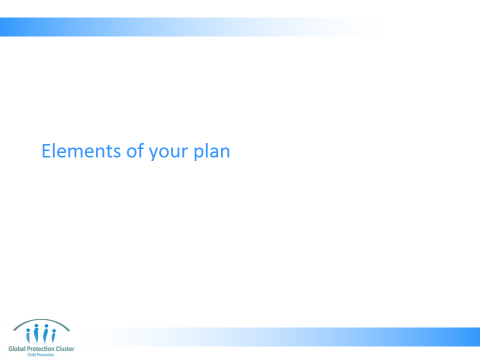 Elements of your plan
Global Protection Cluster
Child Protection